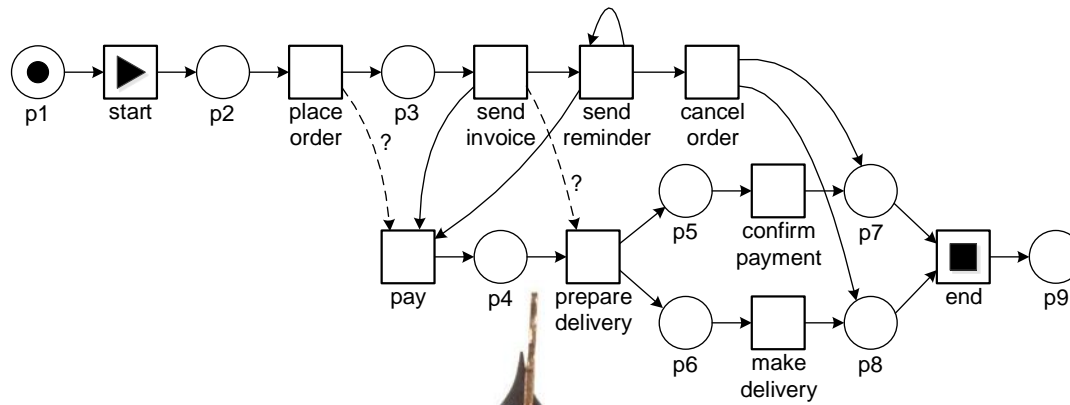 p1
start
p2
place
order
p3
send
invoice
send
reminder
cancel
order
?
?
pay
p4
prepare
delivery
p5
confirm
payment
p7
p6
make
delivery
p8
end
p9